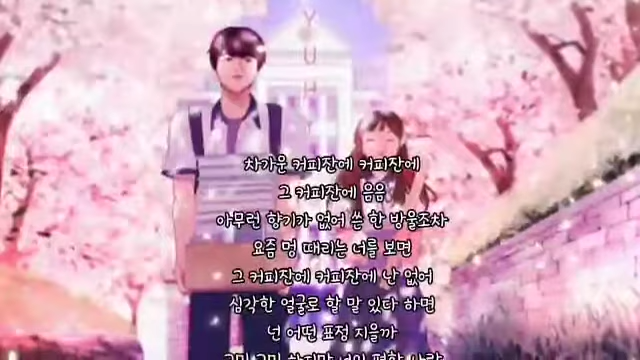 YUH
차가운 커피잔에 커피잔에
그 커피잔에 음음
아무런 향기가 없어 쓴 한 방울조차
요즘 멍 때리는 너를 보면
그 커피잔에 커피잔에 난 없어
심각한 얼굴로 할 말 있다 하면
넌 어떤 표정 지을까